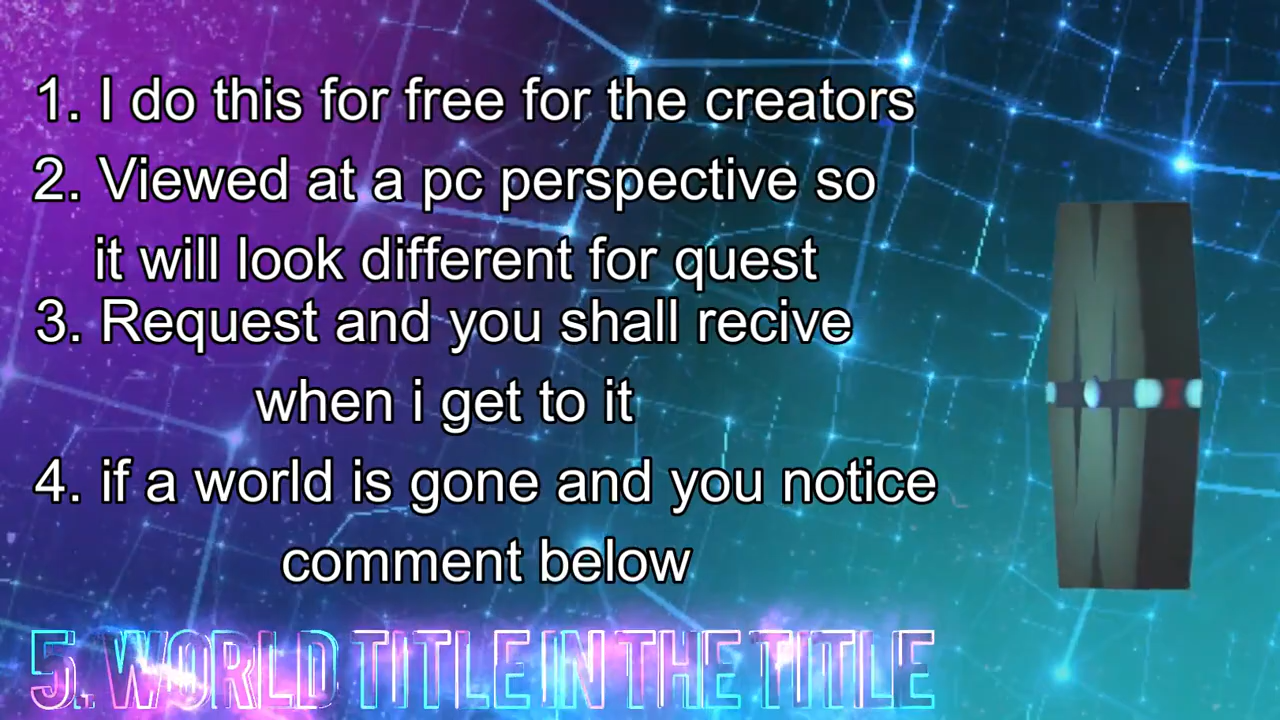 1. I do this for free for the creators
2. Viewed at a pc perspective so
it will look different for quest
3. Request and you shall recive
when i get to it
4. if a world is gone and you notice
comment below
5. WORLD TITLE IN THE TITLE